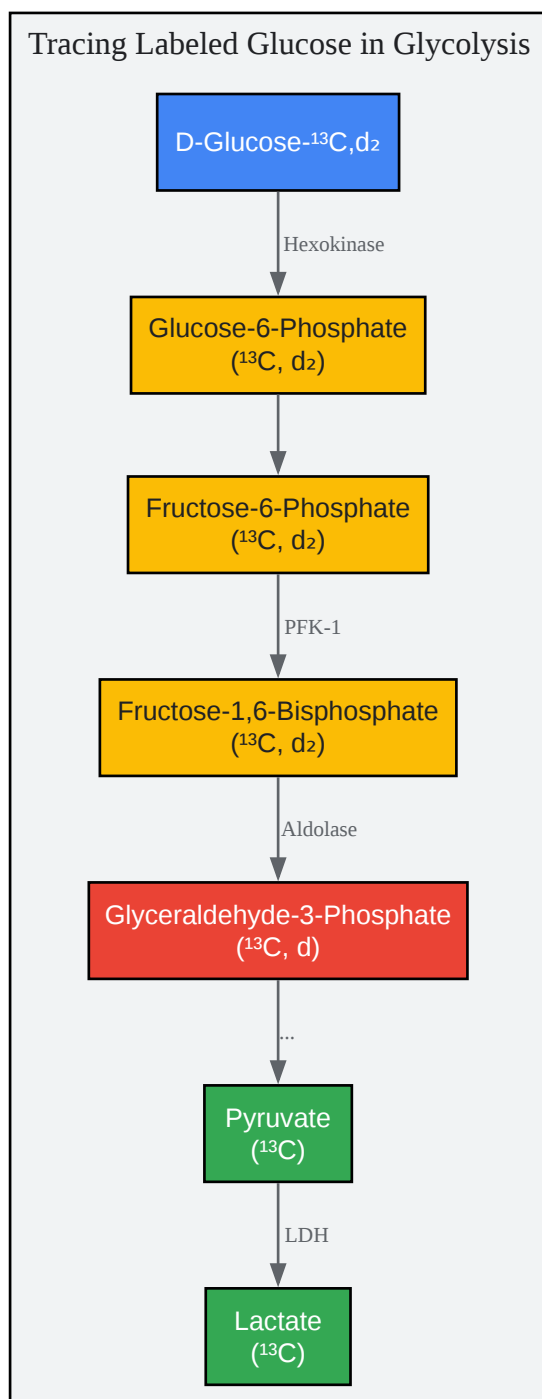 Tracing Labeled Glucose in Glycolysis
D-Glucose-¹³C,d₂
Hexokinase
Glucose-6-Phosphate
(¹³C, d₂)
Fructose-6-Phosphate
(¹³C, d₂)
PFK-1
Fructose-1,6-Bisphosphate
(¹³C, d₂)
Aldolase
Glyceraldehyde-3-Phosphate
(¹³C, d)
...
Pyruvate
(¹³C)
LDH
Lactate
(¹³C)